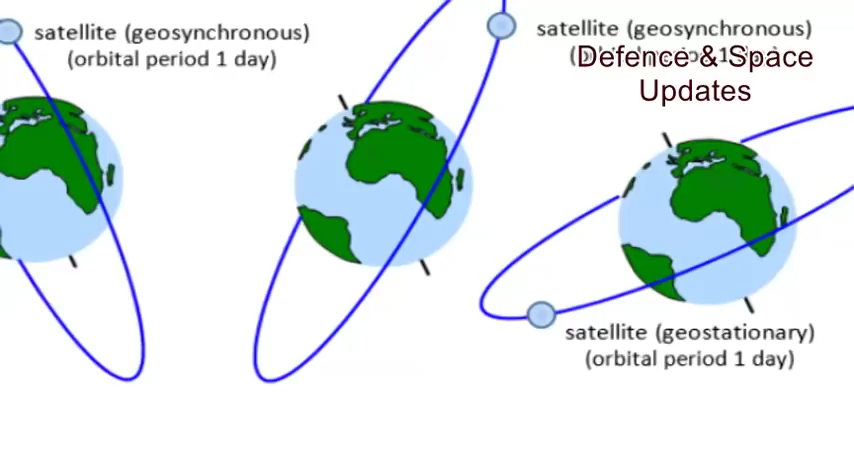 satellite (geosynchronous)
(orbital period 1 day)
satellite (geosynchronous)
Defence & Space
Updates
satellite (geostationary)
(orbital period 1 day)